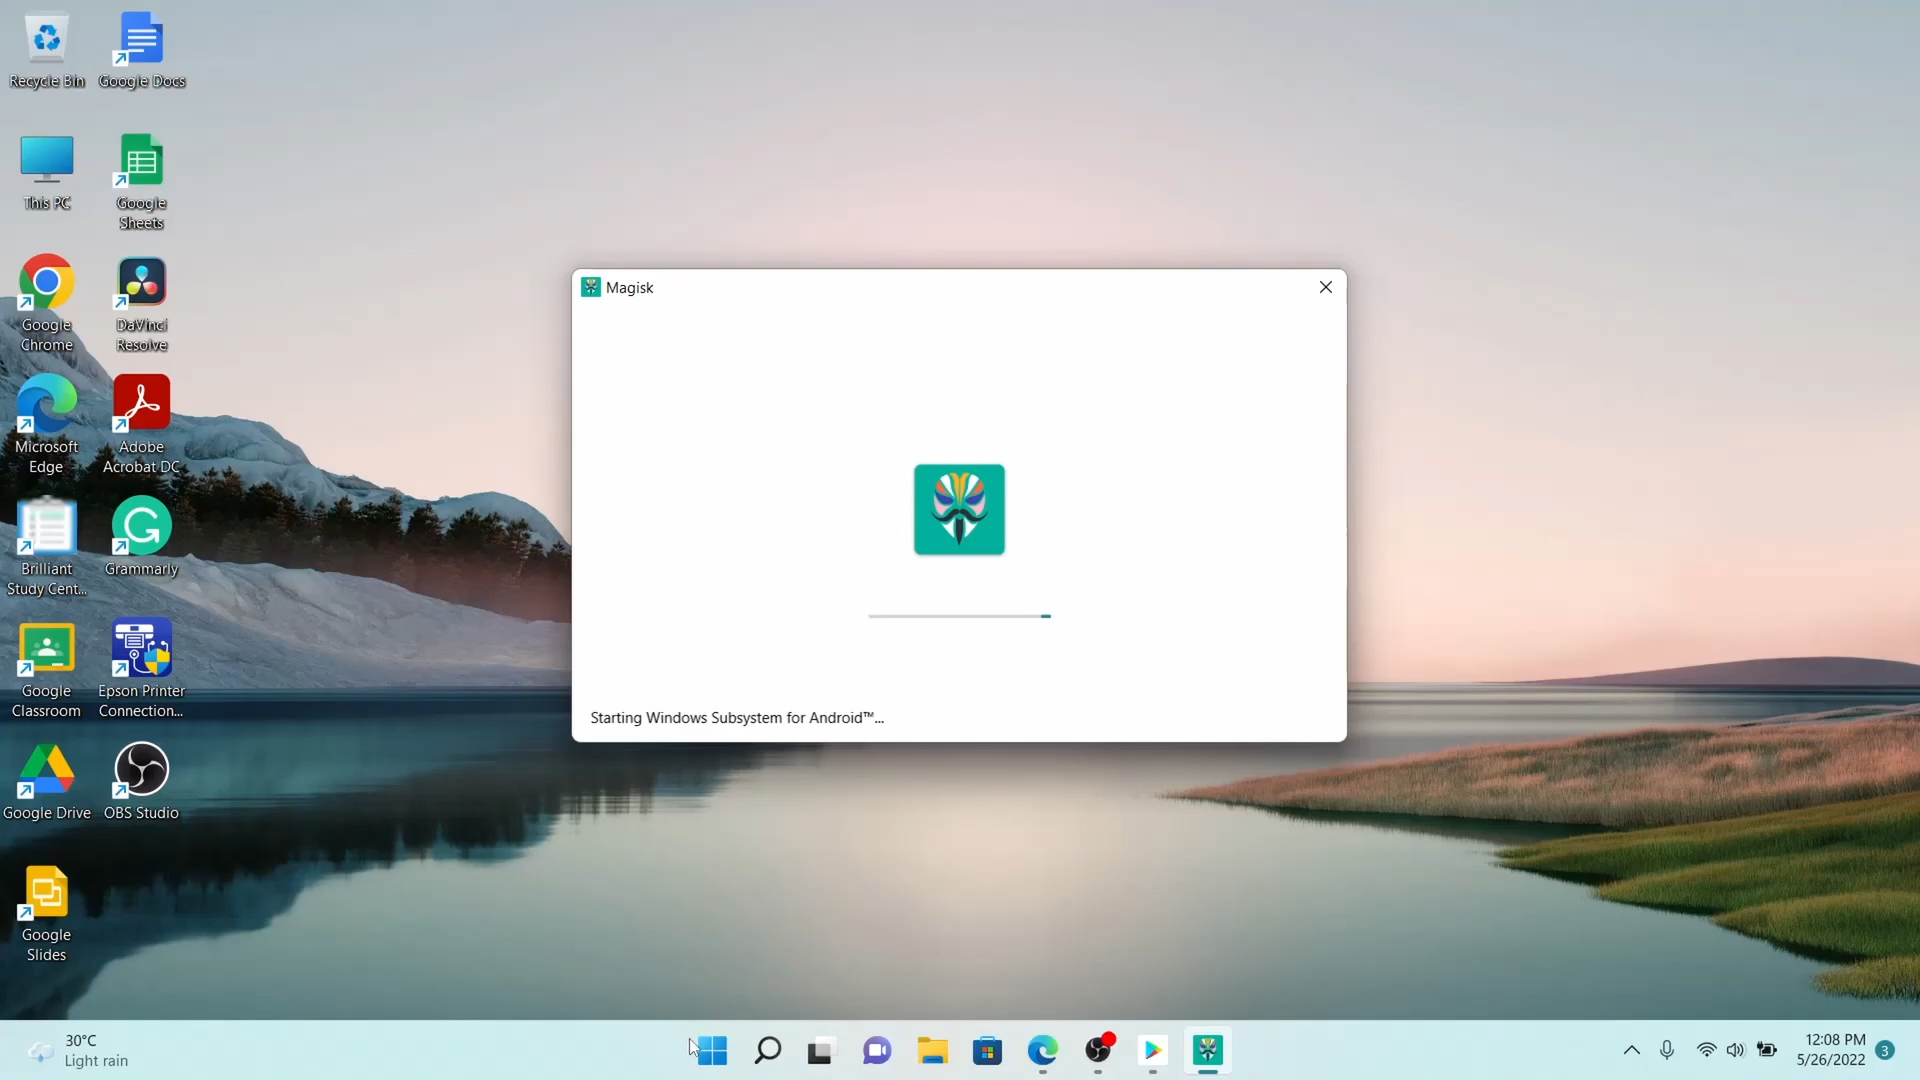 Recycle Bin
Google Docs
This PC
Google
Sheets
Google
Chrome
DaVinci
Resolve
Microsoft
Edge
Adobe
Acrobat DC
Brilliant
Study Cent...
Grammarly
Google
Classroom
Epson Printer
Connection...
Google Drive
OBS Studio
Google
Slides
Magisk
Starting Windows Subsystem for Android™...
30°C
Light rain
12:08 PM
5/26/2022
3